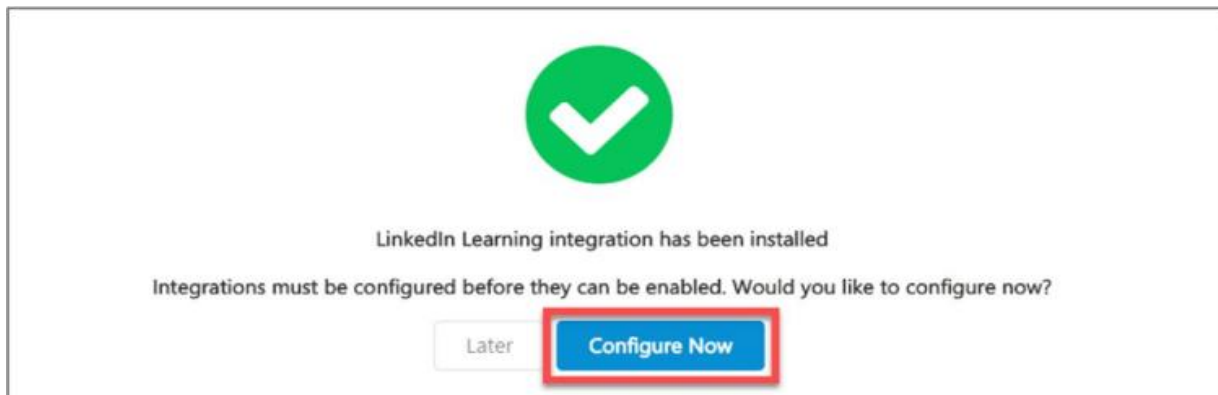 LinkedIn Learning integration has been installed
Integrations must be configured before they can be enabled. Would you like to configure now?
Later Configure Now